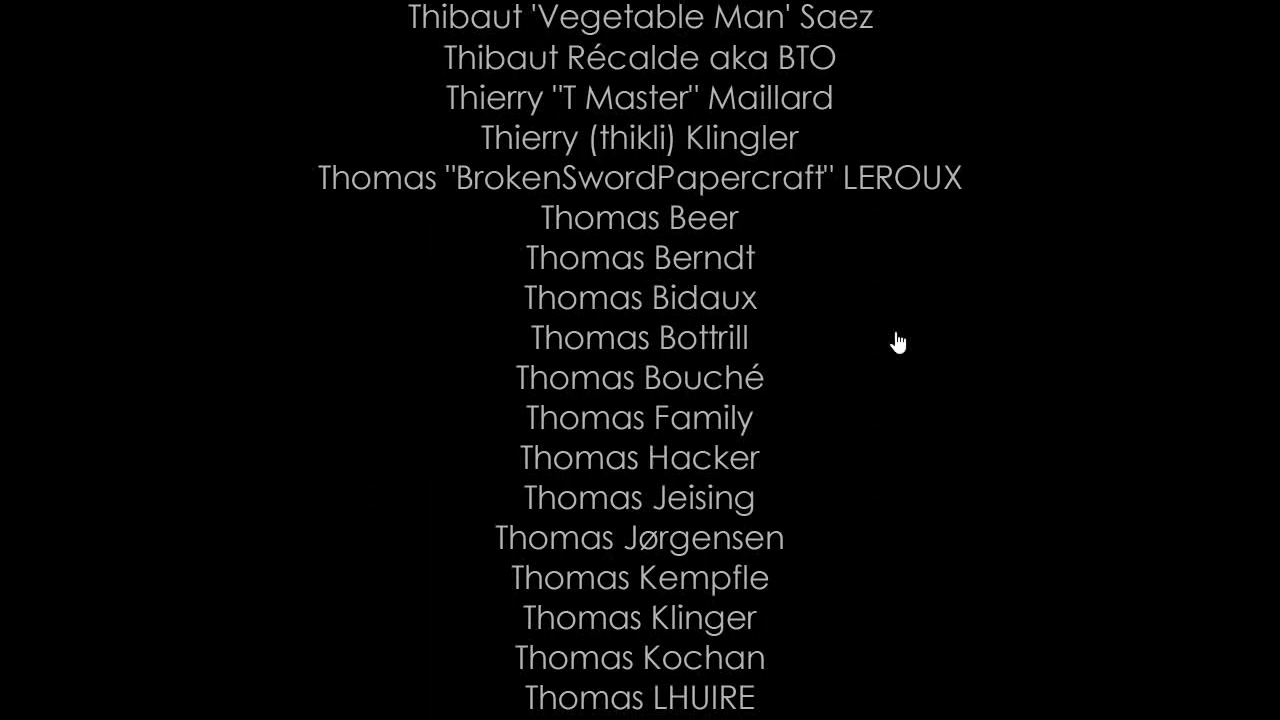 Thibaut 'Vegetable Man' Saez
Thibaut Récalde aka BTO
Thierry "T Master" Maillard
Thierry (thikli) Klingler
Thomas "BrokenSwordPapercraft" LEROUX
Thomas Beer
Thomas Berndt
Thomas Bidaux
Thomas Bottrill
Thomas Bouché
Thomas Family
Thomas Hacker
Thomas Jeising
Thomas Jørgensen
Thomas Kempfle
Thomas Klinger
Thomas Kochan
Thomas LHUIRE